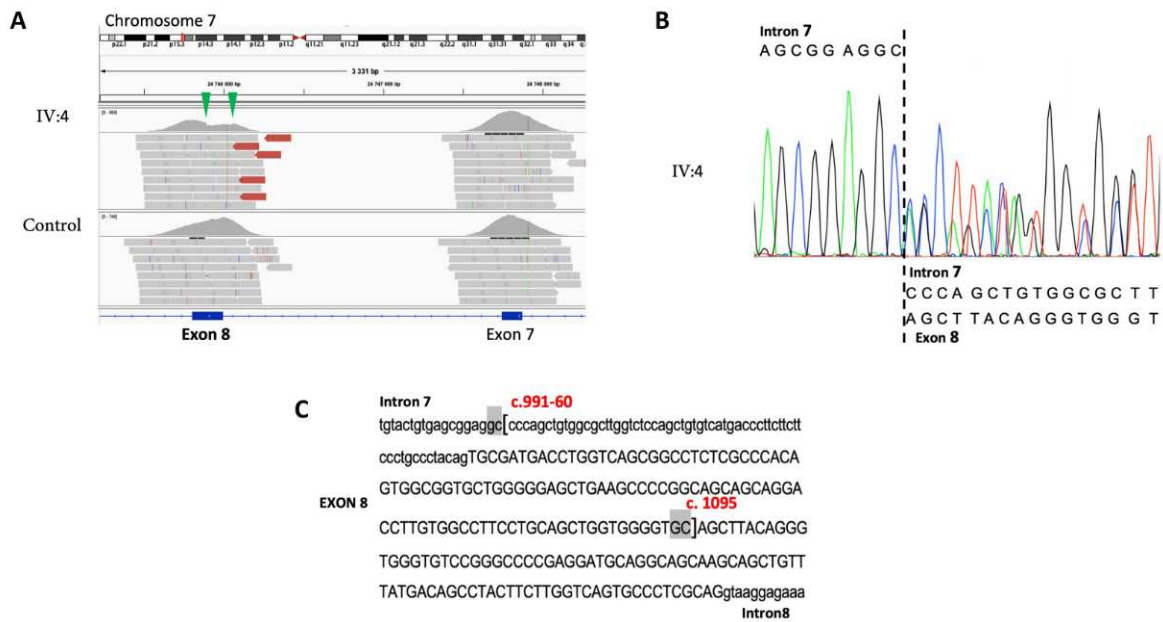 A
Chromosome 7
p22.1 p21.2 p15.3 p14.3 p14.1 p12.3 p11.2 q11.21 q11.23 q21.12 q21.3 q22.2 q31.1 q31.31 q32.1 q33 q34
3 331 bp
24 746 000 bp 24 747 000 bp 24 748 000 bp
IV:4
Control
Exon 8 Exon 7
B
Intron 7
A G C G G A G G C
IV:4
Intron 7
C C C A G C T G T G G C G C T T
A G C T T A C A G G G T G G G T
Exon 8
C
Intron 7 c.991-60
tgtactgtgagcggaggc[cccagctgtggcgcttggtctccagctgtgtcatgacccttcttctt
ccctgccctacagTGCGATGACCTGGTCAGCGGCCTCTCGCCCACA
GTGGCGGTGCTGGGGGAGCTGAAGCCCCGGCAGCAGCAGGA
EXON 8 c. 1095
CCTTGTGGCCTTCCTGCAGCTGGTGGGGTGC]AGCTTACAGGG
TGGGTGTCCGGGCCCCGAGGATGCAGGCAGCAAGCAGCTGTT
TATGACAGCCTACTTCTTGGTCAGTGCCCTCGCAGgtaaggagaaa
Intron8